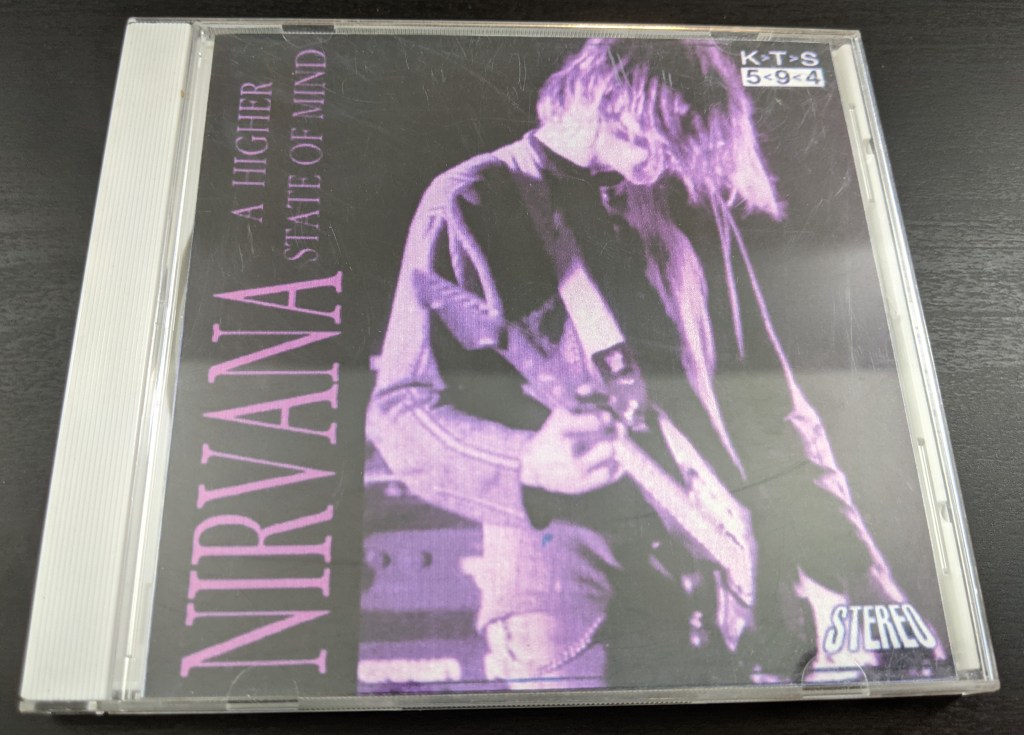 NIRVANA
A HIGHER
STATE OF MIND
K>T>S
5<9<4
STEREO